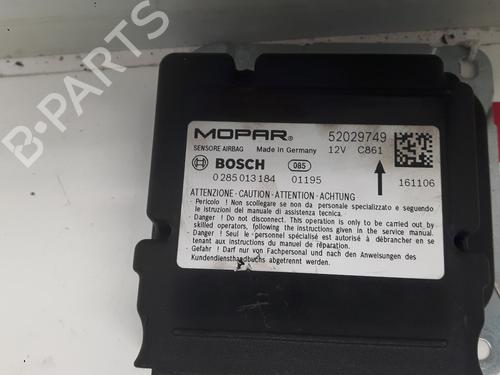 B-PARTS
MOPAR®
52029749
SENSORE AIRBAG Made In Germany 12V C861
BOSCH 085
0 285 013 184 01195 161106
ATTENZIONE - CAUTION - ATTENTION - ACHTUNG
- Pericolo ! Non scollegare se non da personale specializzato e seguendo
le istruzioni del manuale di assistenza tecnica.
- Danger ! Do not disconnect. This operation is only to be carried out by
skilled operators, following the instructions given in the service manual.
- Danger ! Seul le personnel spécialisé est autorisé à débrancher en se
tenant aux instructions du manuel de réparation.
- Gefahr ! Darf nur von Fachpersonal und nach den Anweisungen des
Kundendiensthandbuchs abgetrennt werden.